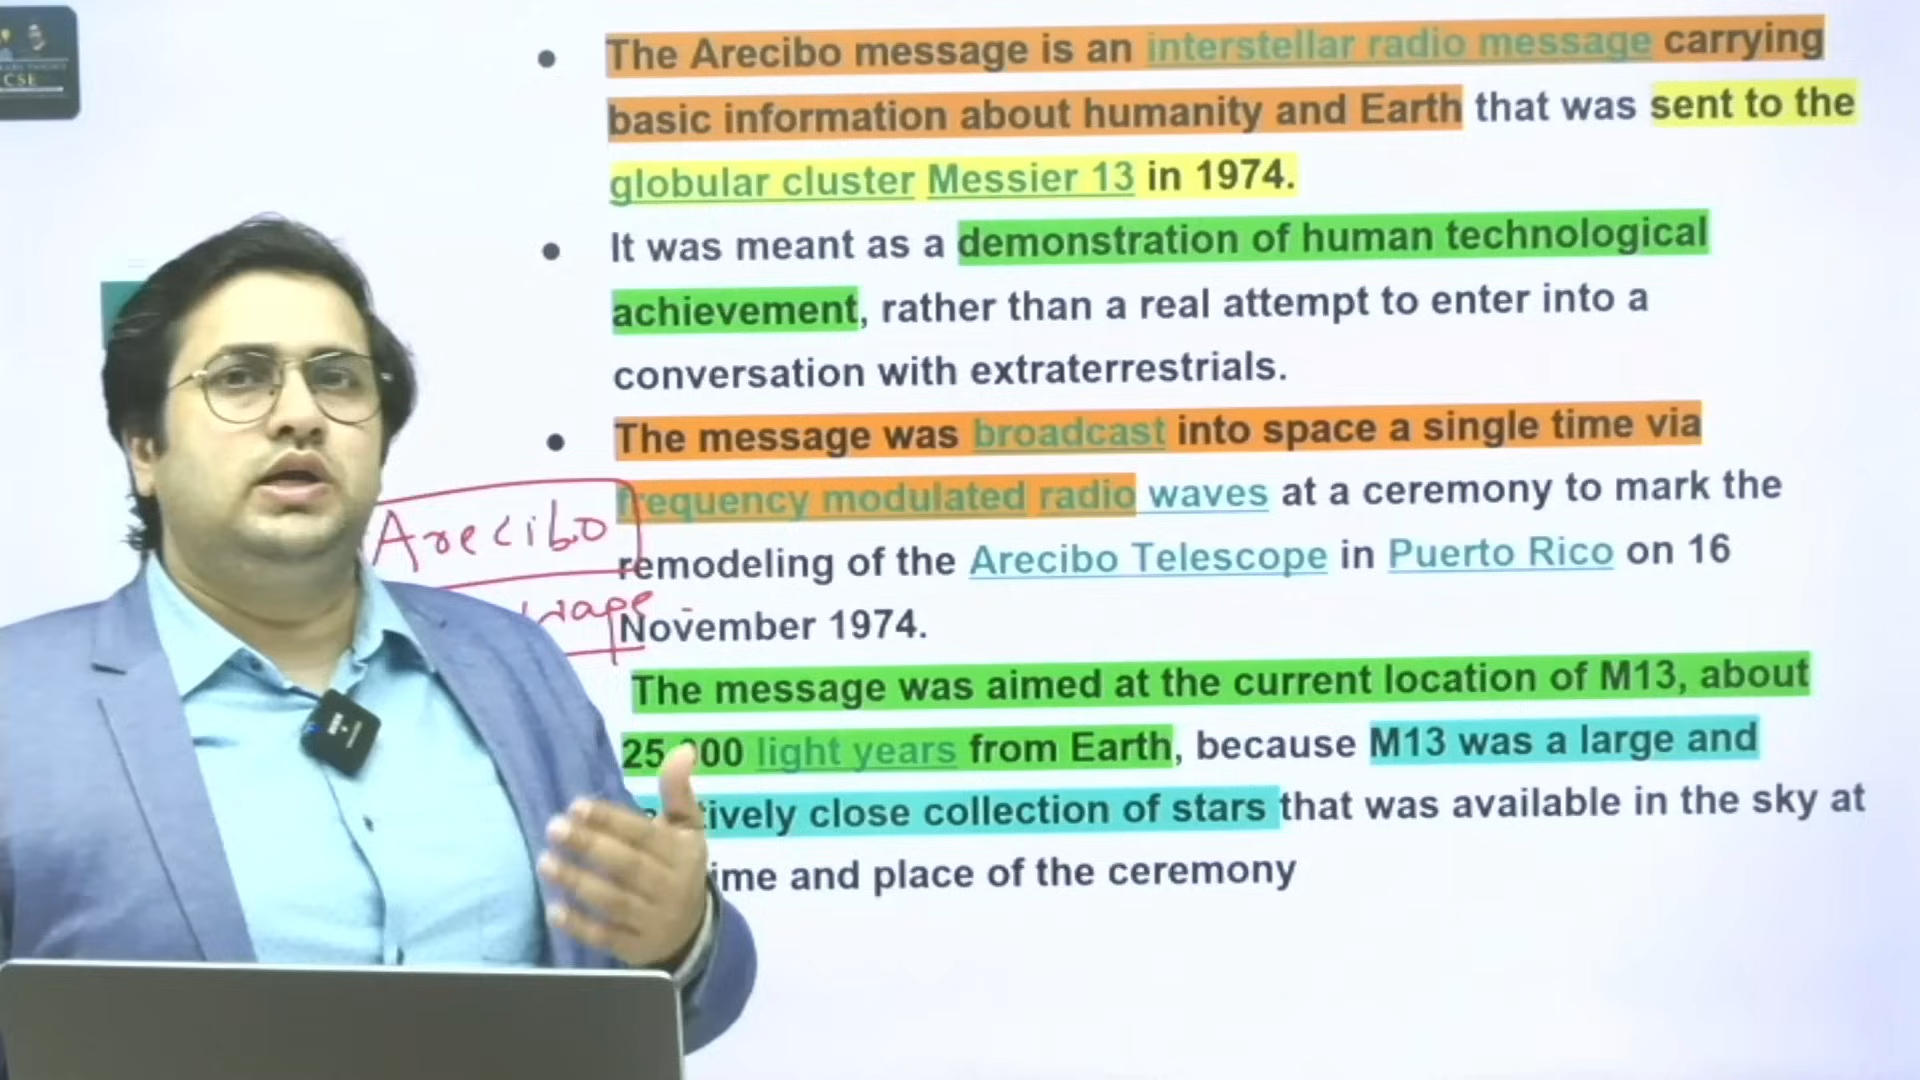 CSE
The Arecibo message is an interstellar radio message carrying
basic information about humanity and Earth that was sent to the
globular cluster Messier 13 in 1974.
It was meant as a demonstration of human technological
achievement, rather than a real attempt to enter into a
conversation with extraterrestrials.
The message was broadcast into space a single time via
frequency modulated radio waves at a ceremony to mark the
Arecibo
remodeling of the Arecibo Telescope in Puerto Rico on 16
November 1974.
The message was aimed at the current location of M13, about
light years from Earth, because M13 was a large and
close collection of stars that was available in the sky at
and place of the ceremony